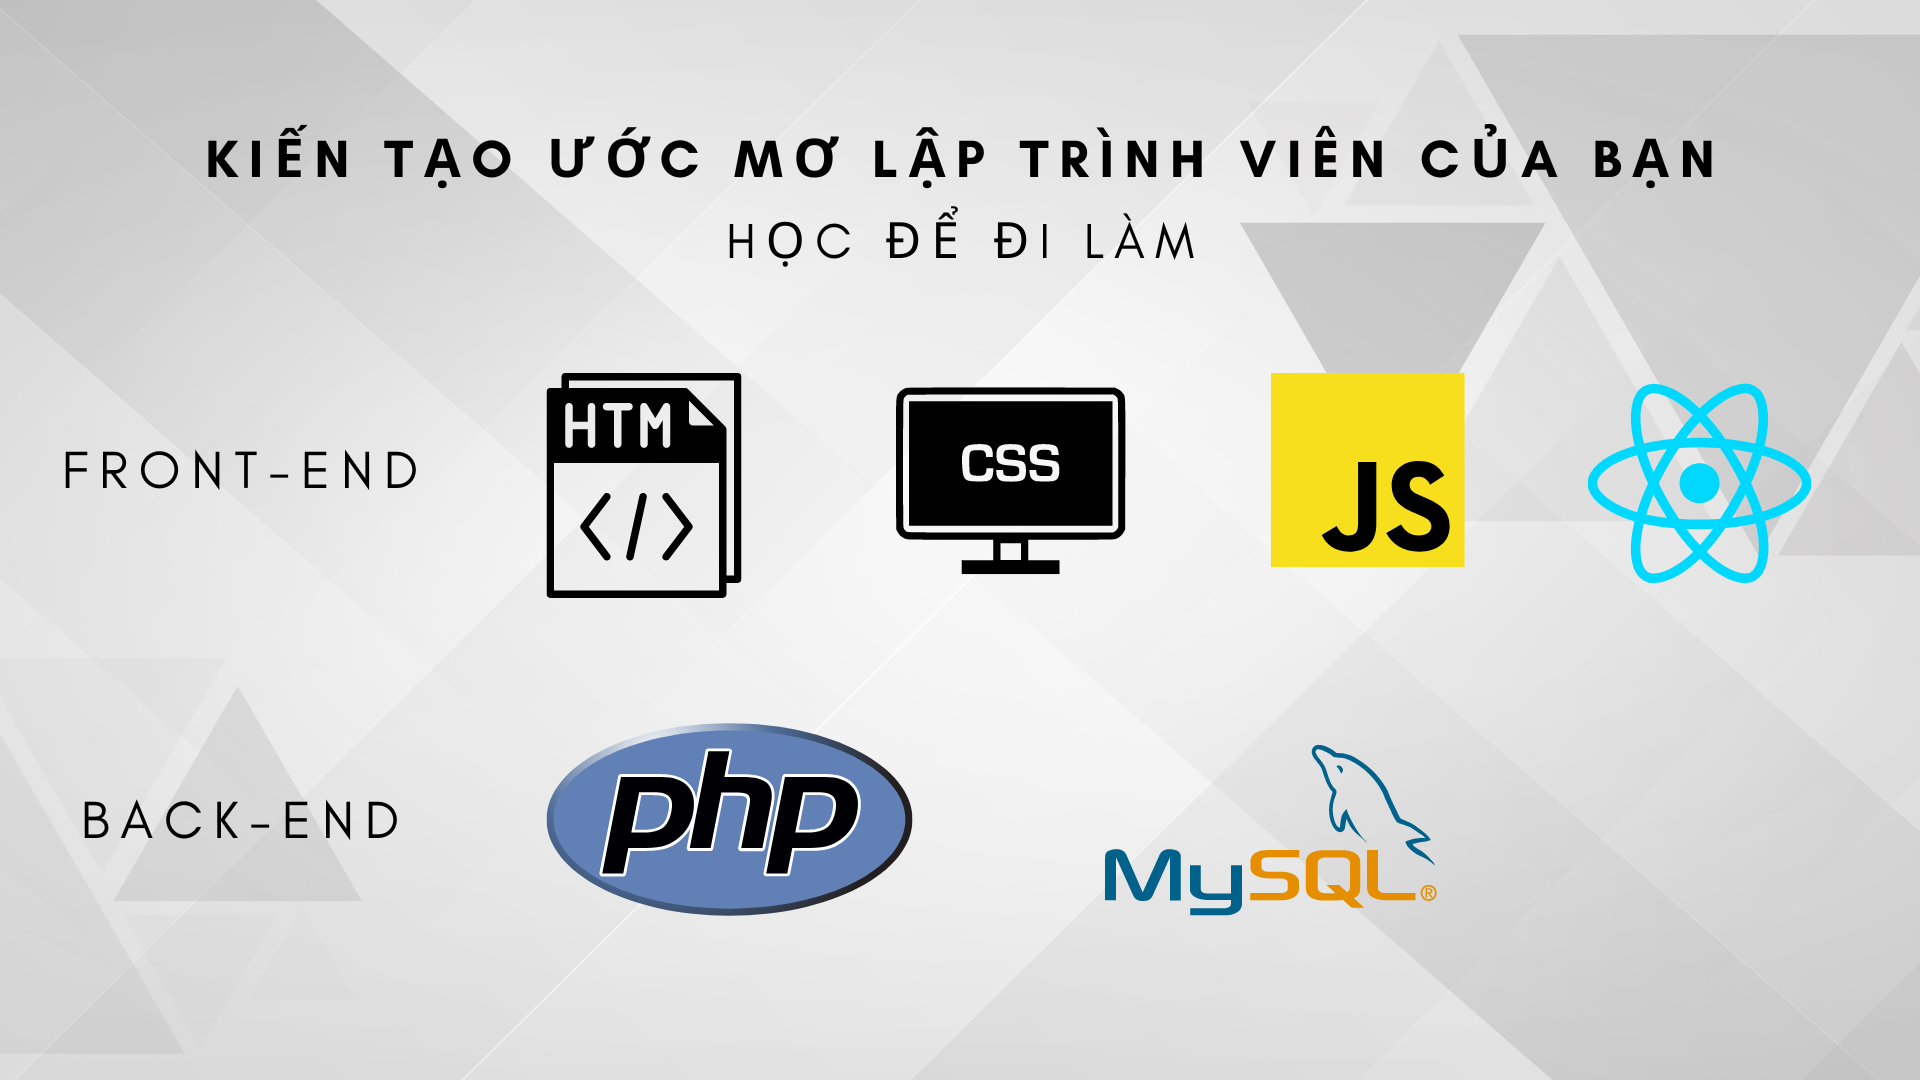 KIẾN TẠO ƯỚC MƠ LẬP TRÌNH VIÊN CỦA BẠN
HỌC ĐỂ ĐI LÀM
FRONT-END
HTM
</>
CSS
JS
BACK-END
php
MySQL®